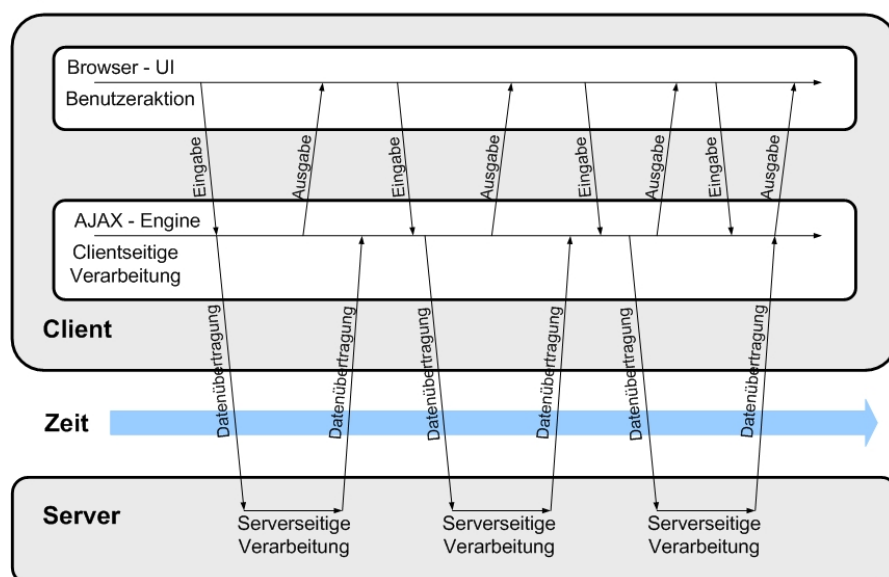 Browser - UI
Benutzeraktion
Eingabe
Ausgabe
Eingabe
Ausgabe
Eingabe
Ausgabe
Eingabe
Ausgabe
AJAX - Engine
Clientseitige
Verarbeitung
Client
Datenübertragung
Datenübertragung
Datenübertragung
Datenübertragung
Datenübertragung
Datenübertragung
Zeit
Server
Serverseitige
Verarbeitung
Serverseitige
Verarbeitung
Serverseitige
Verarbeitung